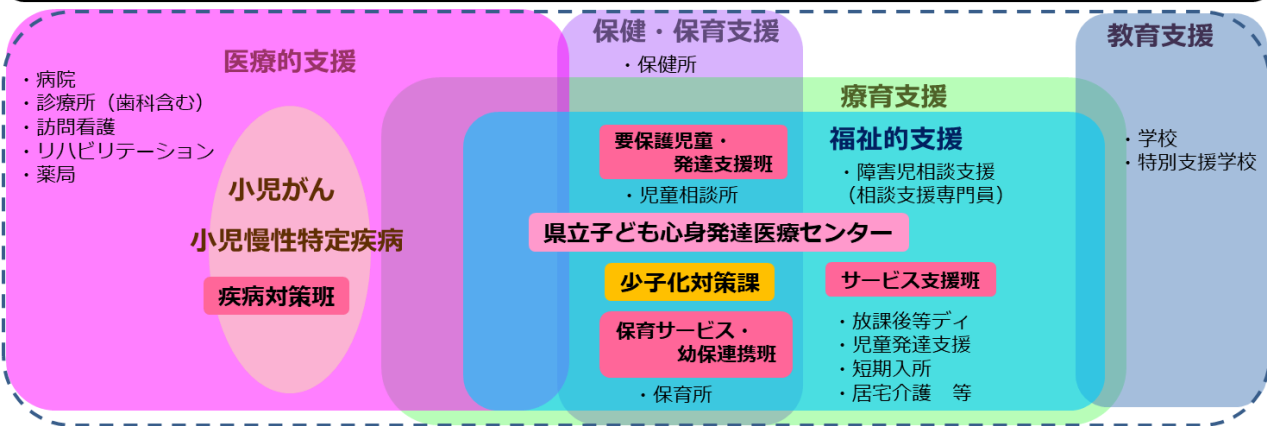 医療的支援
・病院
・診療所（歯科含む）
・訪問看護
・リハビリテーション
・薬局
小児がん
小児慢性特定疾病
疾病対策班
保健・保育支援
・保健所
要保護児童・
発達支援班
・児童相談所
県立子ども心身発達医療センター
少子化対策課
保育サービス・
幼保連携班
・保育所
療育支援
福祉的支援
・障害児相談支援
（相談支援専門員）
サービス支援班
・放課後等ディ
・児童発達支援
・短期入所
・居宅介護　等
教育支援
・学校
・特別支援学校